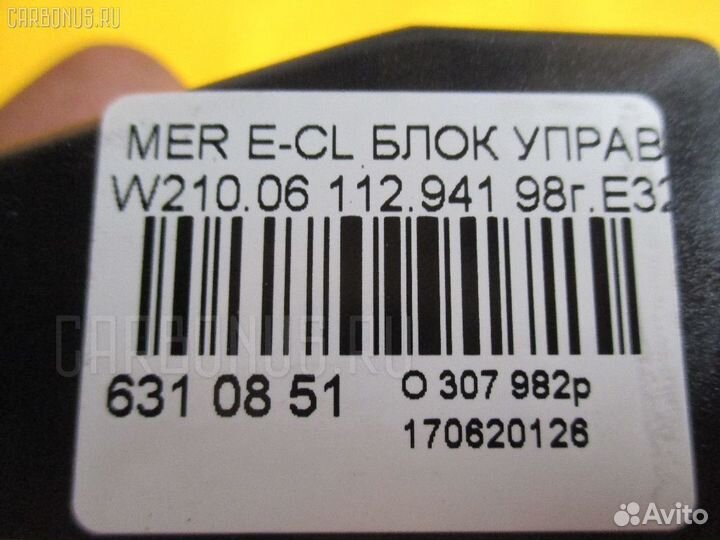 CARBONUS.RU
MER E-CL БЛОК УПРАВ
W210.06 112.941 98г.E32
CARBONUS.RU
631 08 51
О 307 982р
170620126
Avito